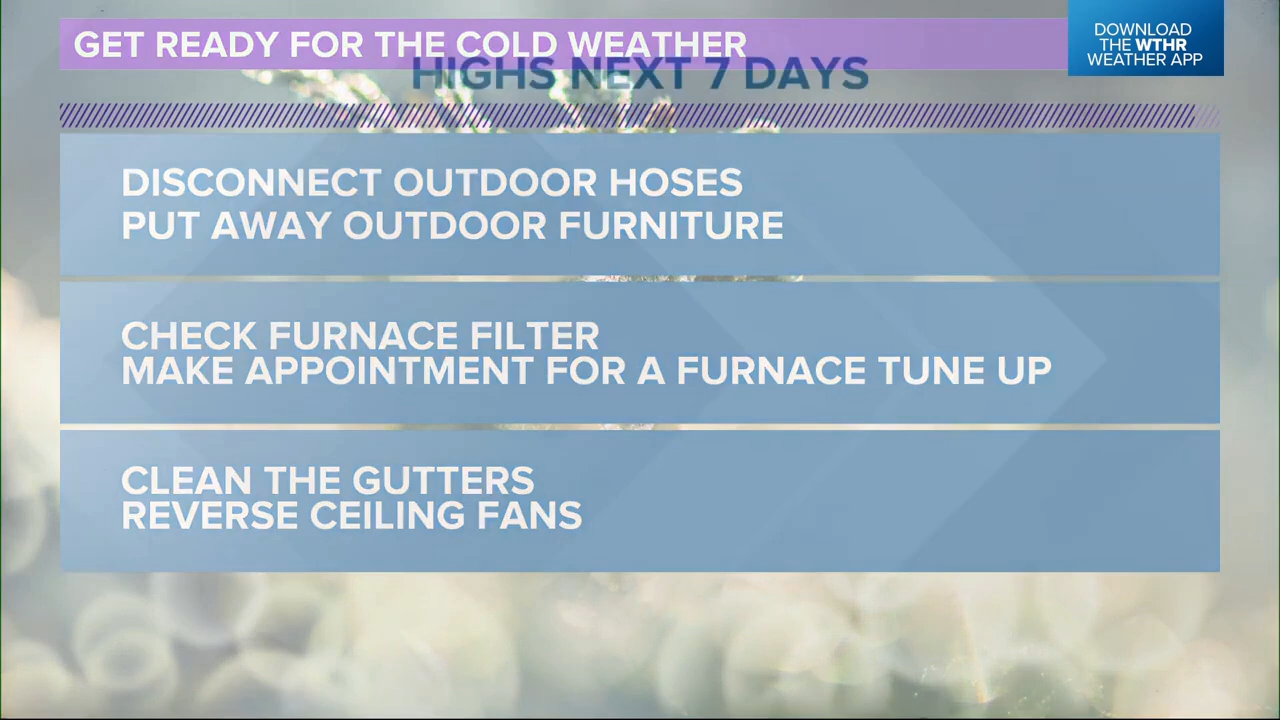 GET READY FOR THE COLD WEATHER
HIGHS NEXT 7 DAYS
DOWNLOAD
THE WTHR
WEATHER APP
DISCONNECT OUTDOOR HOSES
PUT AWAY OUTDOOR FURNITURE
CHECK FURNACE FILTER
MAKE APPOINTMENT FOR A FURNACE TUNE UP
CLEAN THE GUTTERS
REVERSE CEILING FANS